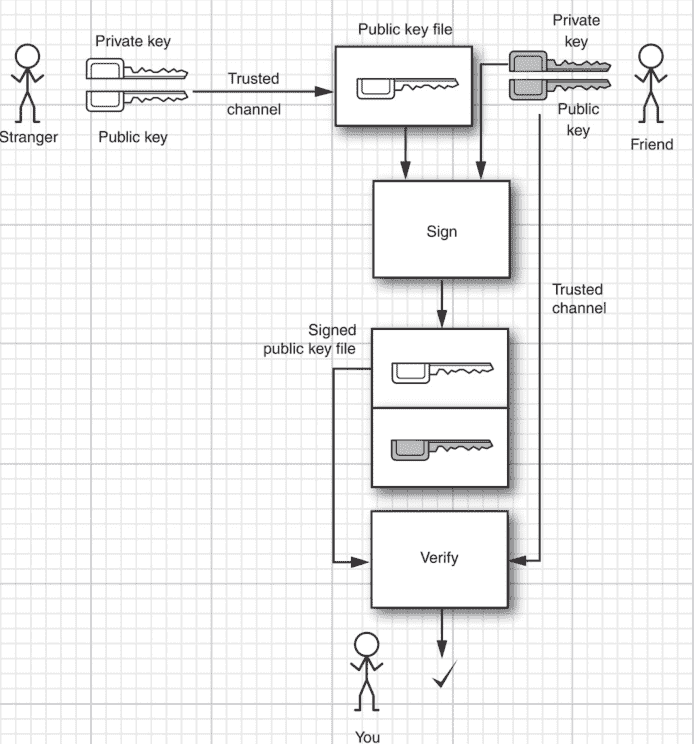 Public key file
Private
key
Private key
Trusted
channel
Public key
Public
key
Stranger
Friend
Sign
Trusted
channel
Signed
public key file
Verify
You